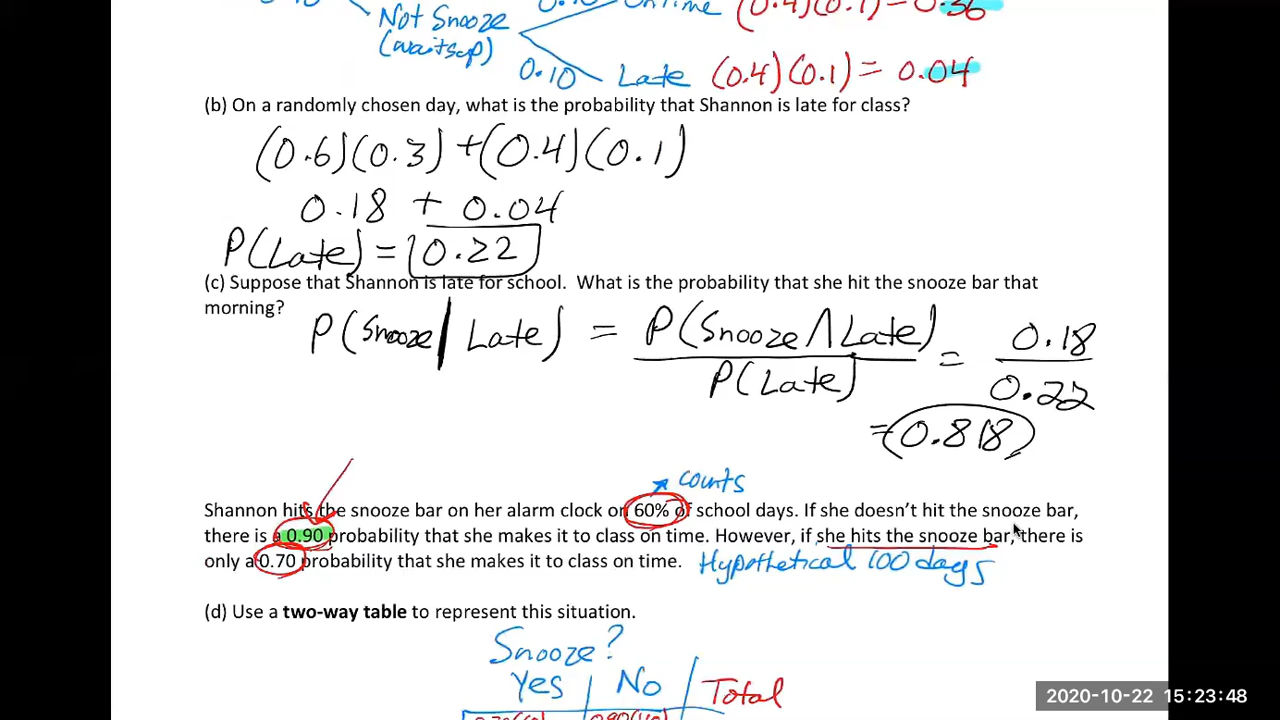 0.10 On time (0.4)(0.1) = 0.36
Not Snooze
(waitsup)
0.10 Late (0.4)(0.1) = 0.04
(b) On a randomly chosen day, what is the probability that Shannon is late for class?
(0.6)(0.3) + (0.4)(0.1)
0.18 + 0.04
P(Late) = 0.22
(c) Suppose that Shannon is late for school. What is the probability that she hit the snooze bar that
morning?
P(Snooze | Late) = P(Snooze ∧ Late) / P(Late) = 0.18 / 0.22
= 0.818
counts
Shannon hits the snooze bar on her alarm clock on 60% of school days. If she doesn't hit the snooze bar,
there is a 0.90 probability that she makes it to class on time. However, if she hits the snooze bar, there is
only a 0.70 probability that she makes it to class on time. Hypothetical 100 days
(d) Use a two-way table to represent this situation.
Snooze?
Yes No Total
2020-10-22 15:23:48